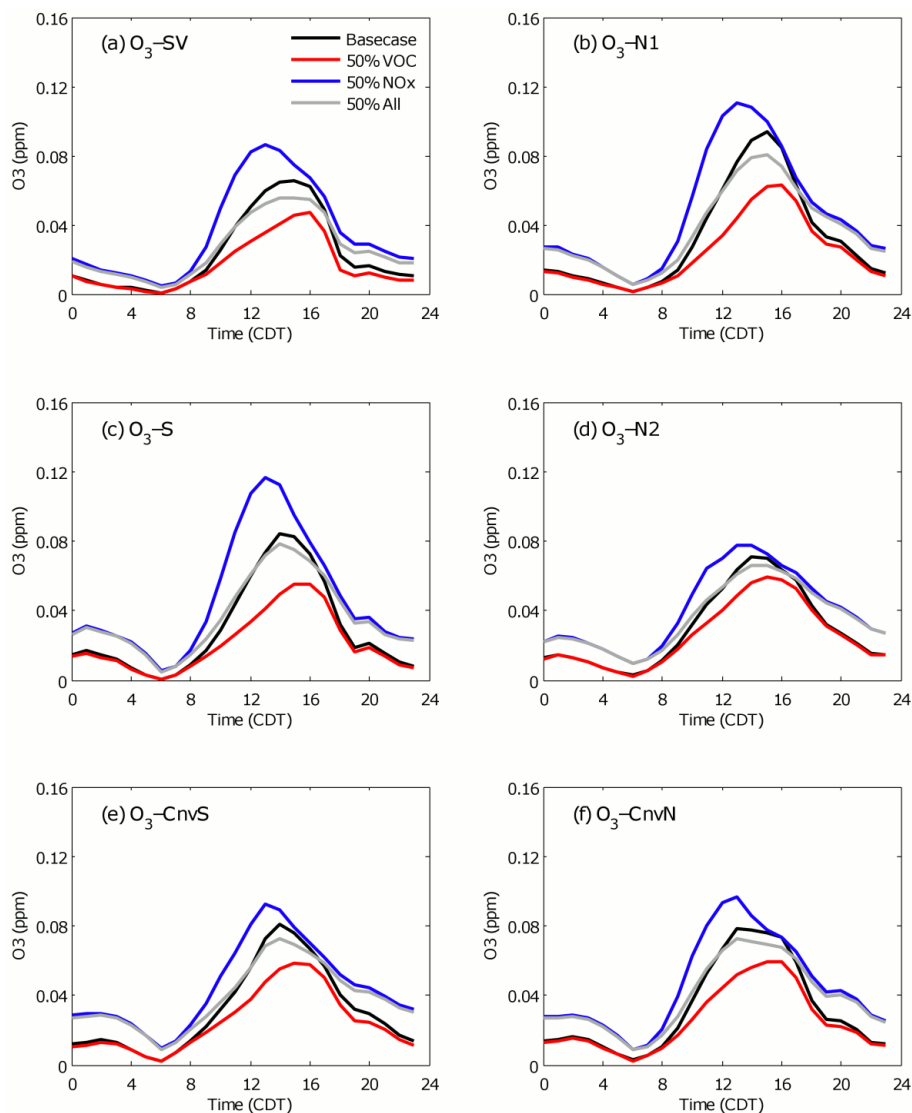 (a) O3–SV
Basecase
50% VOC
50% NOx
50% All
O3 (ppm)
0.16
0.12
0.08
0.04
0
0 4 8 12 16 20 24
Time (CDT)
(b) O3–N1
O3 (ppm)
0.16
0.12
0.08
0.04
0
0 4 8 12 16 20 24
Time (CDT)
(c) O3–S
O3 (ppm)
0.16
0.12
0.08
0.04
0
0 4 8 12 16 20 24
Time (CDT)
(d) O3–N2
O3 (ppm)
0.16
0.12
0.08
0.04
0
0 4 8 12 16 20 24
Time (CDT)
(e) O3–CnvS
O3 (ppm)
0.16
0.12
0.08
0.04
0
0 4 8 12 16 20 24
Time (CDT)
(f) O3–CnvN
O3 (ppm)
0.16
0.12
0.08
0.04
0
0 4 8 12 16 20 24
Time (CDT)